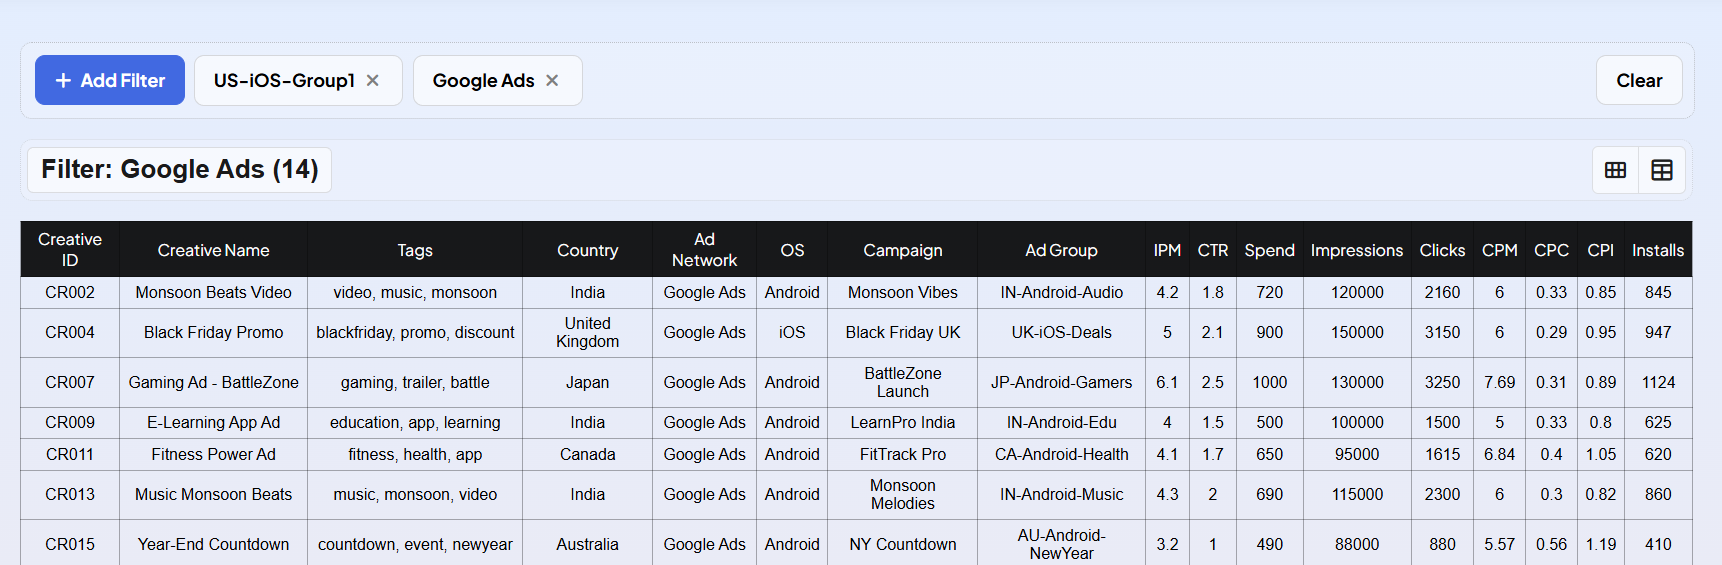 + Add Filter US-iOS-Group1 × Google Ads × Clear
Filter: Google Ads (14)
Creative ID Creative Name Tags Country Ad Network OS Campaign Ad Group IPM CTR Spend Impressions Clicks CPM CPC CPI Installs
CR002 Monsoon Beats Video video, music, monsoon India Google Ads Android Monsoon Vibes IN-Android-Audio 4.2 1.8 720 120000 2160 6 0.33 0.85 845
CR004 Black Friday Promo blackfriday, promo, discount United Kingdom Google Ads iOS Black Friday UK UK-iOS-Deals 5 2.1 900 150000 3150 6 0.29 0.95 947
CR007 Gaming Ad - BattleZone gaming, trailer, battle Japan Google Ads Android BattleZone Launch JP-Android-Gamers 6.1 2.5 1000 130000 3250 7.69 0.31 0.89 1124
CR009 E-Learning App Ad education, app, learning India Google Ads Android LearnPro India IN-Android-Edu 4 1.5 500 100000 1500 5 0.33 0.8 625
CR011 Fitness Power Ad fitness, health, app Canada Google Ads Android FitTrack Pro CA-Android-Health 4.1 1.7 650 95000 1615 6.84 0.4 1.05 620
CR013 Music Monsoon Beats music, monsoon, video India Google Ads Android Monsoon Melodies IN-Android-Music 4.3 2 690 115000 2300 6 0.3 0.82 860
CR015 Year-End Countdown countdown, event, newyear Australia Google Ads Android NY Countdown AU-Android-NewYear 3.2 1 490 88000 880 5.57 0.56 1.19 410